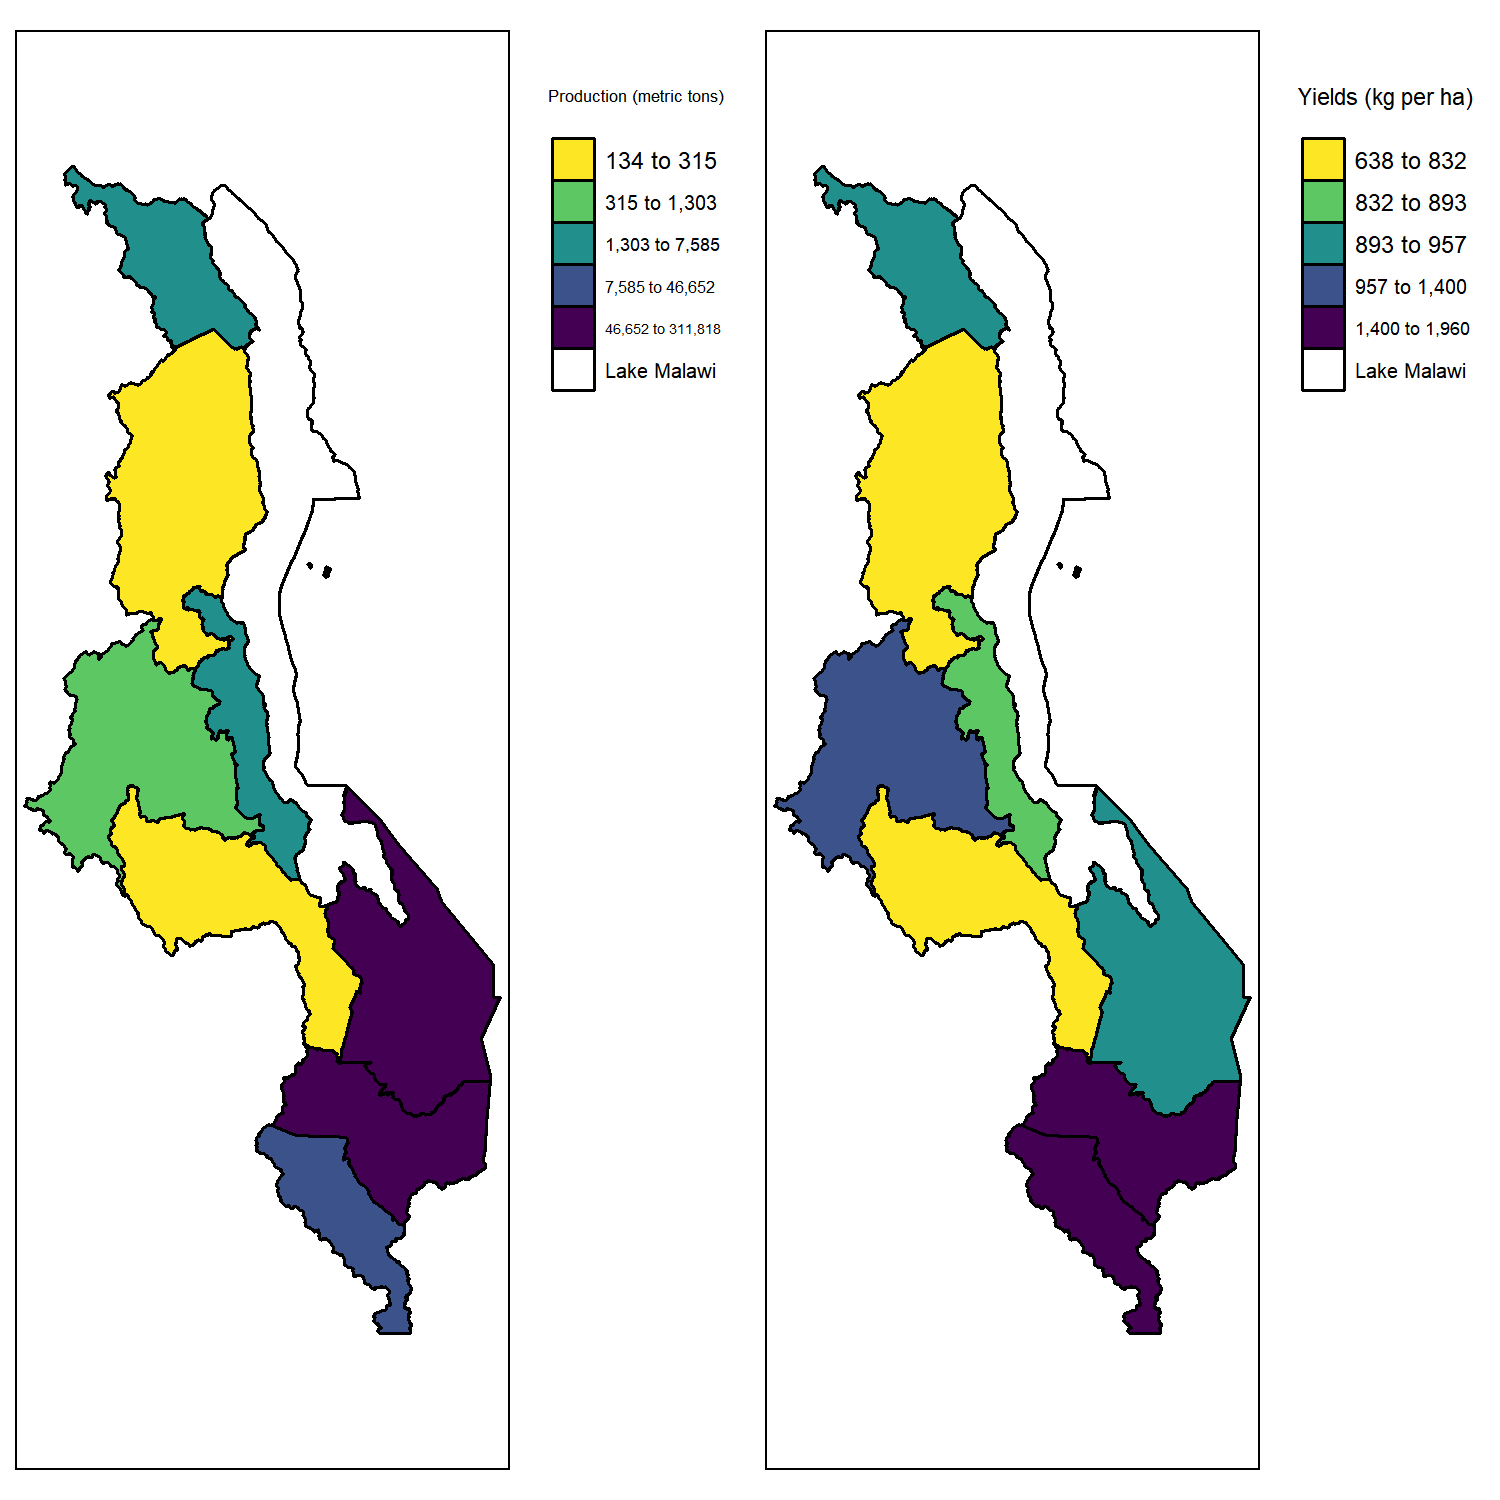 Production (metric tons)
134 to 315
315 to 1,303
1,303 to 7,585
7,585 to 46,652
46,652 to 311,818
Lake Malawi
Yields (kg per ha)
638 to 832
832 to 893
893 to 957
957 to 1,400
1,400 to 1,960
Lake Malawi